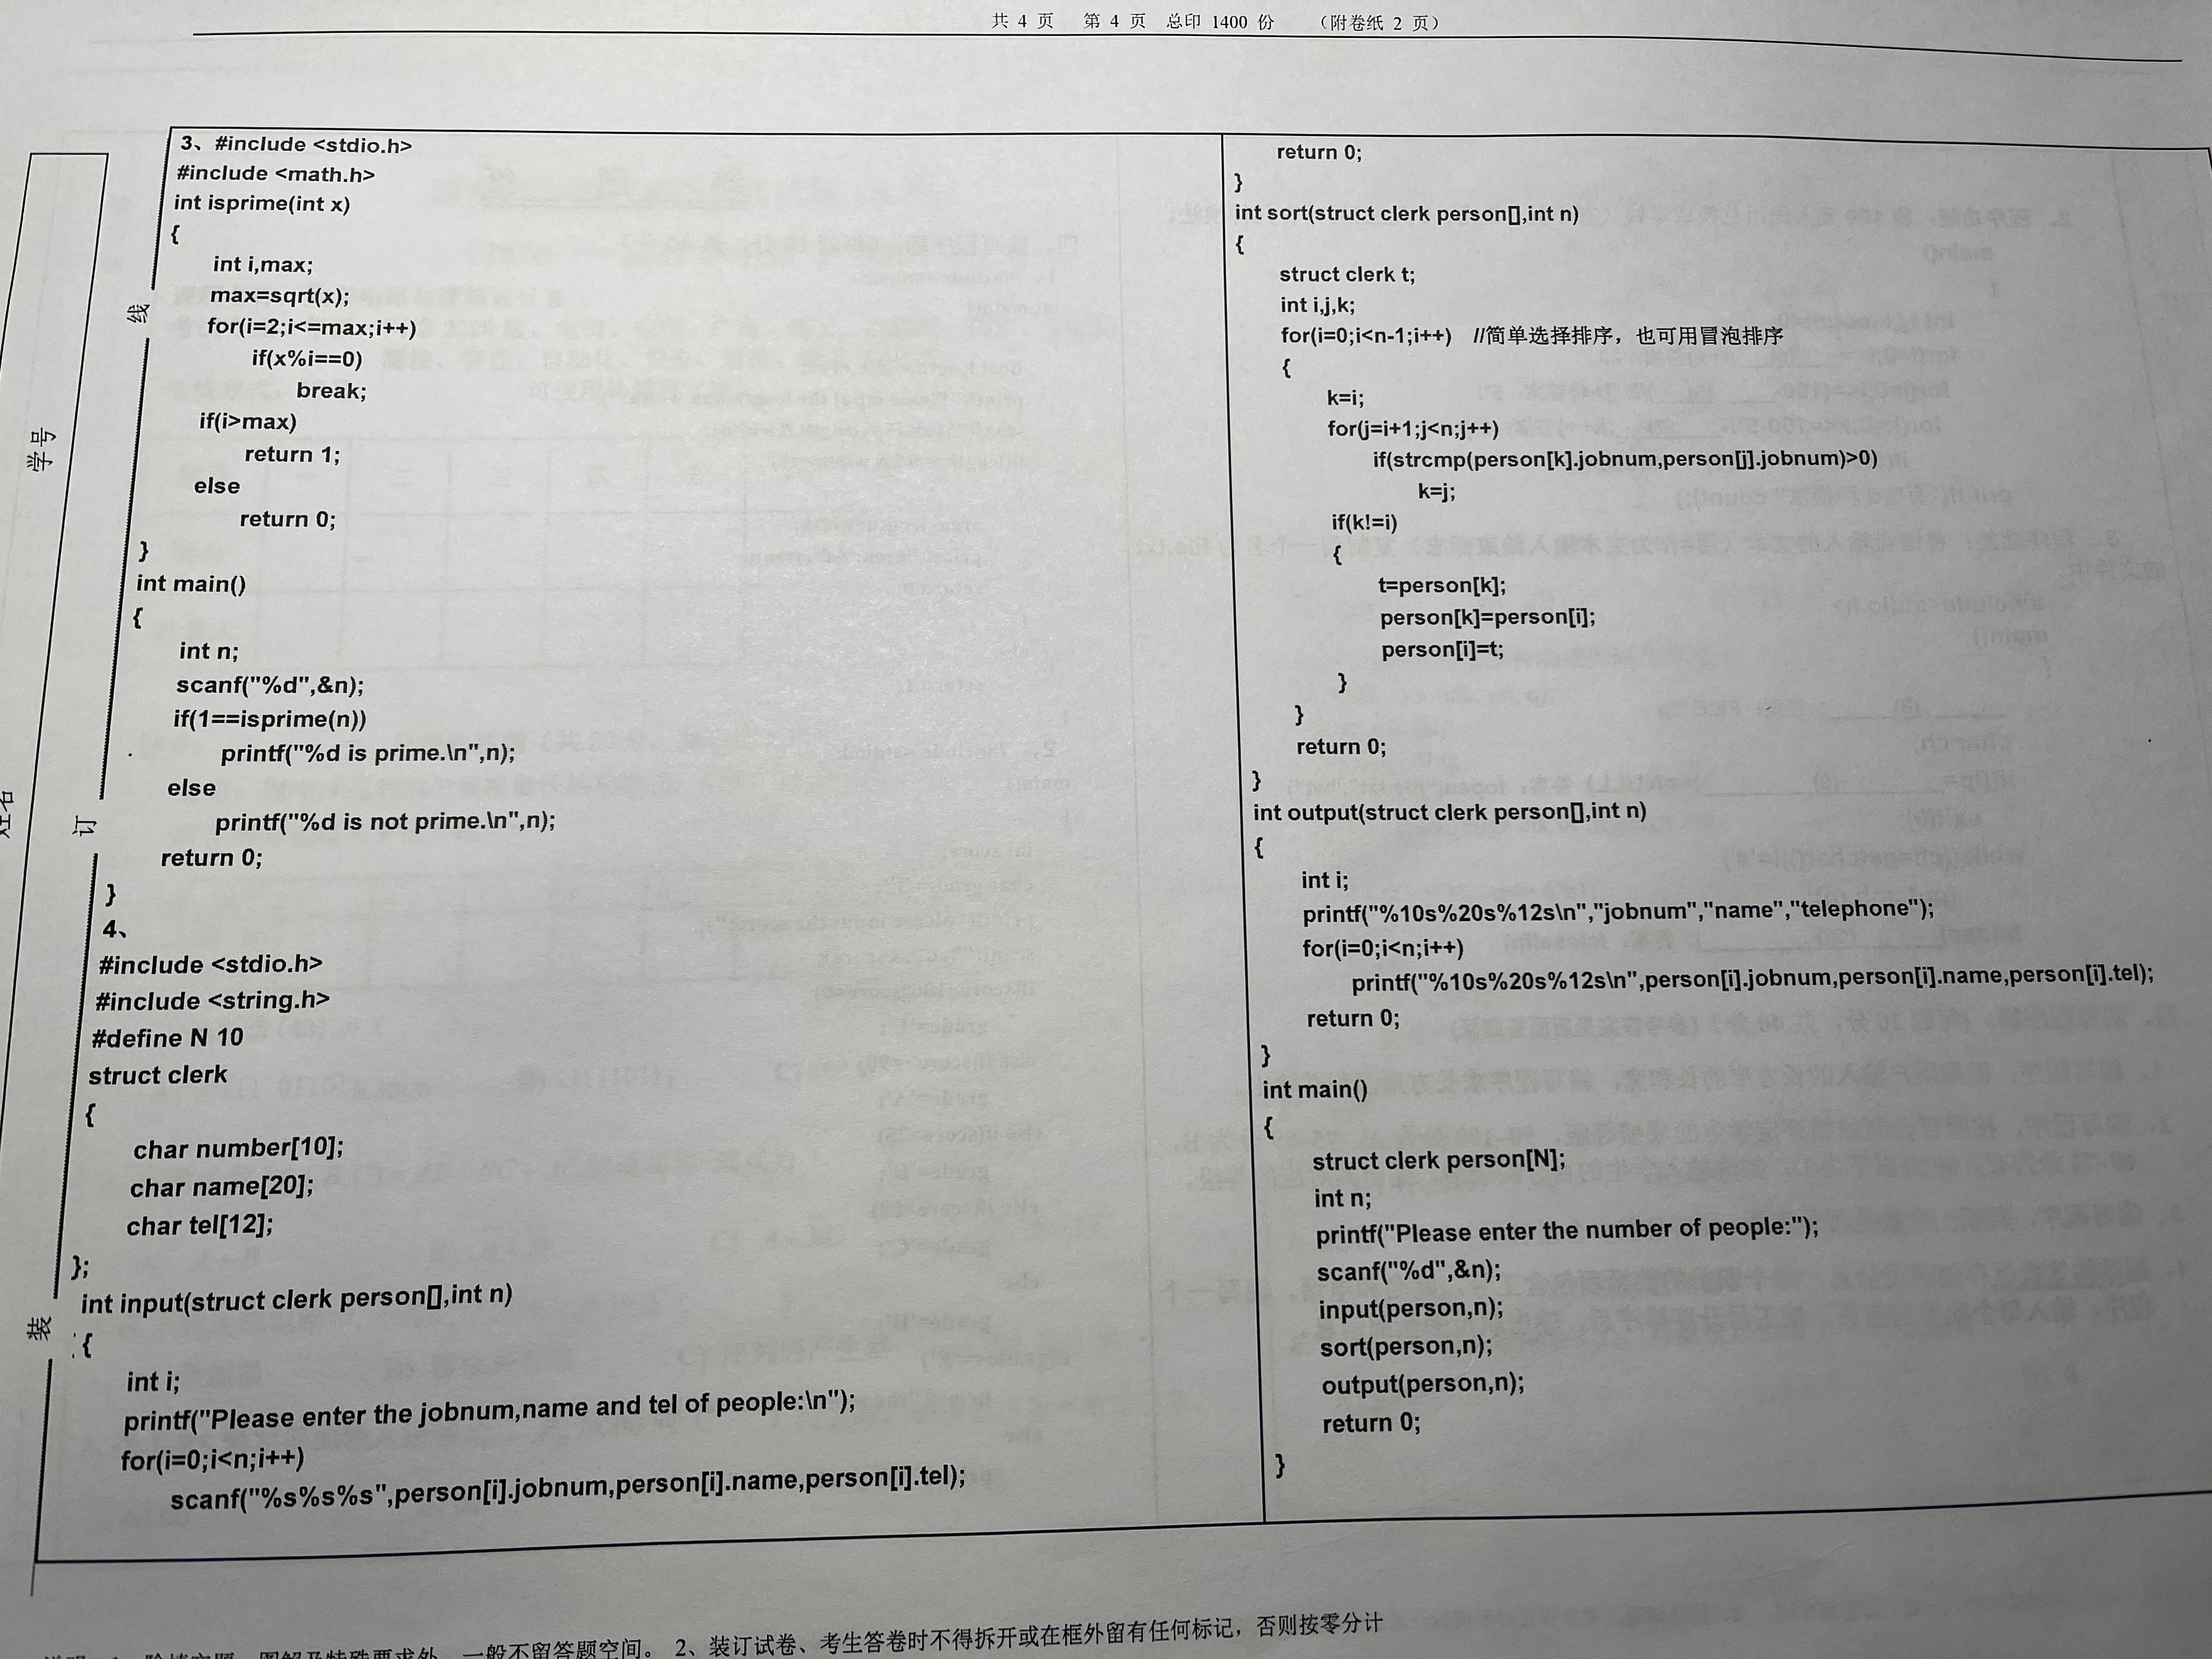 共 4 页 第 4 页 总印 1400 份 （附卷纸 2 页）
学号
线
订
装
3、#include <stdio.h>
#include <math.h>
int isprime(int x)
{
int i,max;
max=sqrt(x);
for(i=2;i<=max;i++)
if(x%i==0)
break;
if(i>max)
return 1;
else
return 0;
}
int main()
{
int n;
scanf("%d",&n);
if(1==isprime(n))
printf("%d is prime.\n",n);
else
printf("%d is not prime.\n",n);
return 0;
}
4、
#include <stdio.h>
#include <string.h>
#define N 10
struct clerk
{
char number[10];
char name[20];
char tel[12];
};
int input(struct clerk person[],int n)
{
int i;
printf("Please enter the jobnum,name and tel of people:\n");
for(i=0;i<n;i++)
scanf("%s%s%s",person[i].jobnum,person[i].name,person[i].tel);
return 0;
}
int sort(struct clerk person[],int n)
{
struct clerk t;
int i,j,k;
for(i=0;i<n-1;i++) //简单选择排序，也可用冒泡排序
{
k=i;
for(j=i+1;j<n;j++)
if(strcmp(person[k].jobnum,person[j].jobnum)>0)
k=j;
if(k!=i)
{
t=person[k];
person[k]=person[i];
person[i]=t;
}
}
return 0;
}
int output(struct clerk person[],int n)
{
int i;
printf("%10s%20s%12s\n","jobnum","name","telephone");
for(i=0;i<n;i++)
printf("%10s%20s%12s\n",person[i].jobnum,person[i].name,person[i].tel);
return 0;
}
int main()
{
struct clerk person[N];
int n;
printf("Please enter the number of people:");
scanf("%d",&n);
input(person,n);
sort(person,n);
output(person,n);
return 0;
}
一般不留答题空间。 2、装订试卷、考生答卷时不得拆开或在框外留有任何标记，否则按零分计